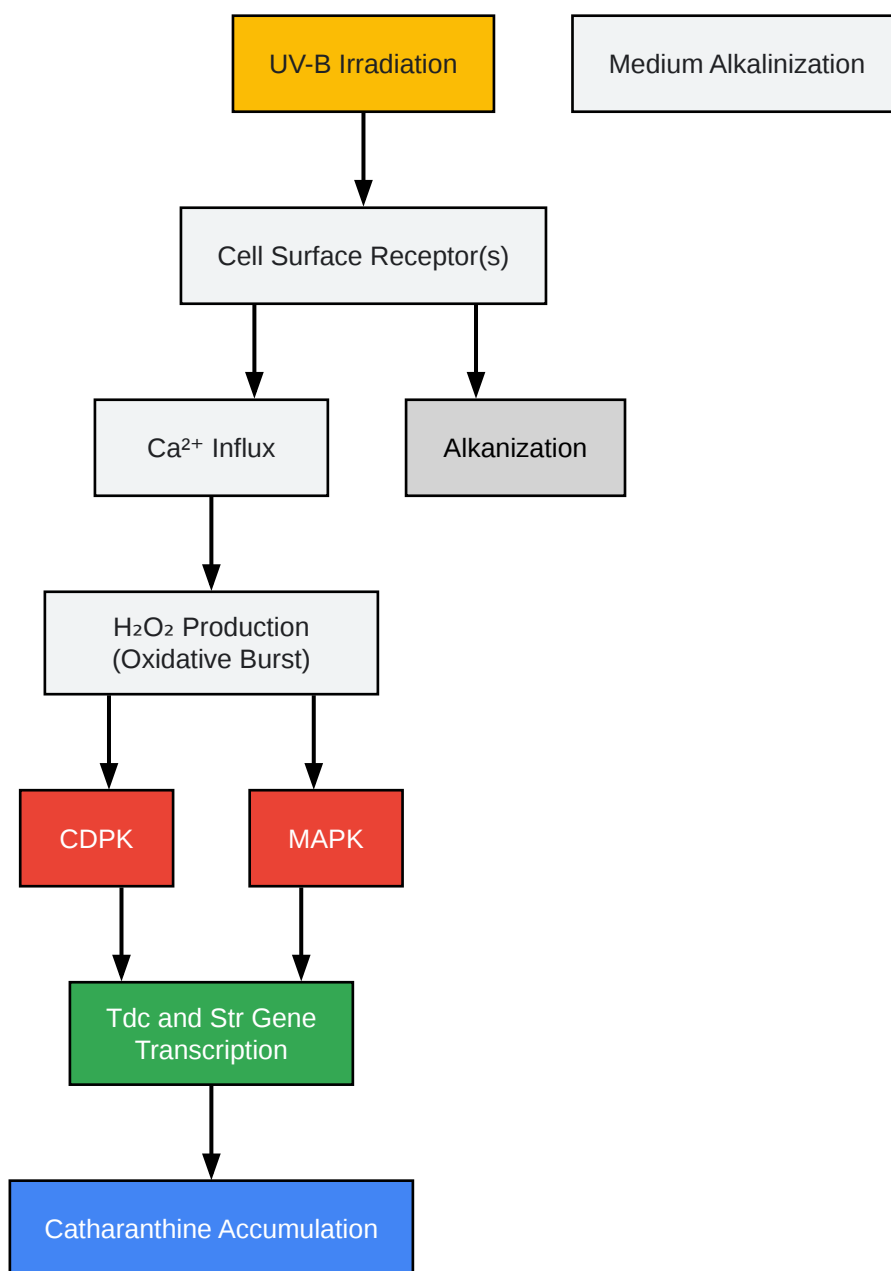 UV-B Irradiation
Medium Alkalinization
Cell Surface Receptor(s)
Ca²⁺ Influx
Alkanization
H₂O₂ Production
(Oxidative Burst)
CDPK
MAPK
Tdc and Str Gene
Transcription
Catharanthine Accumulation